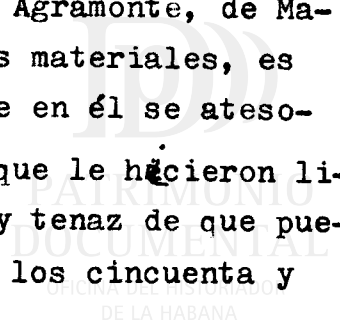 Agramonte, de Ma-
s materiales, es
e en él se ateso-
que le hicieron li-
y tenaz de que pue-
los cincuenta y
PATRIMONIO
DOCUMENTAL
OFICINA DEL HISTORIADOR
DE LA HABANA